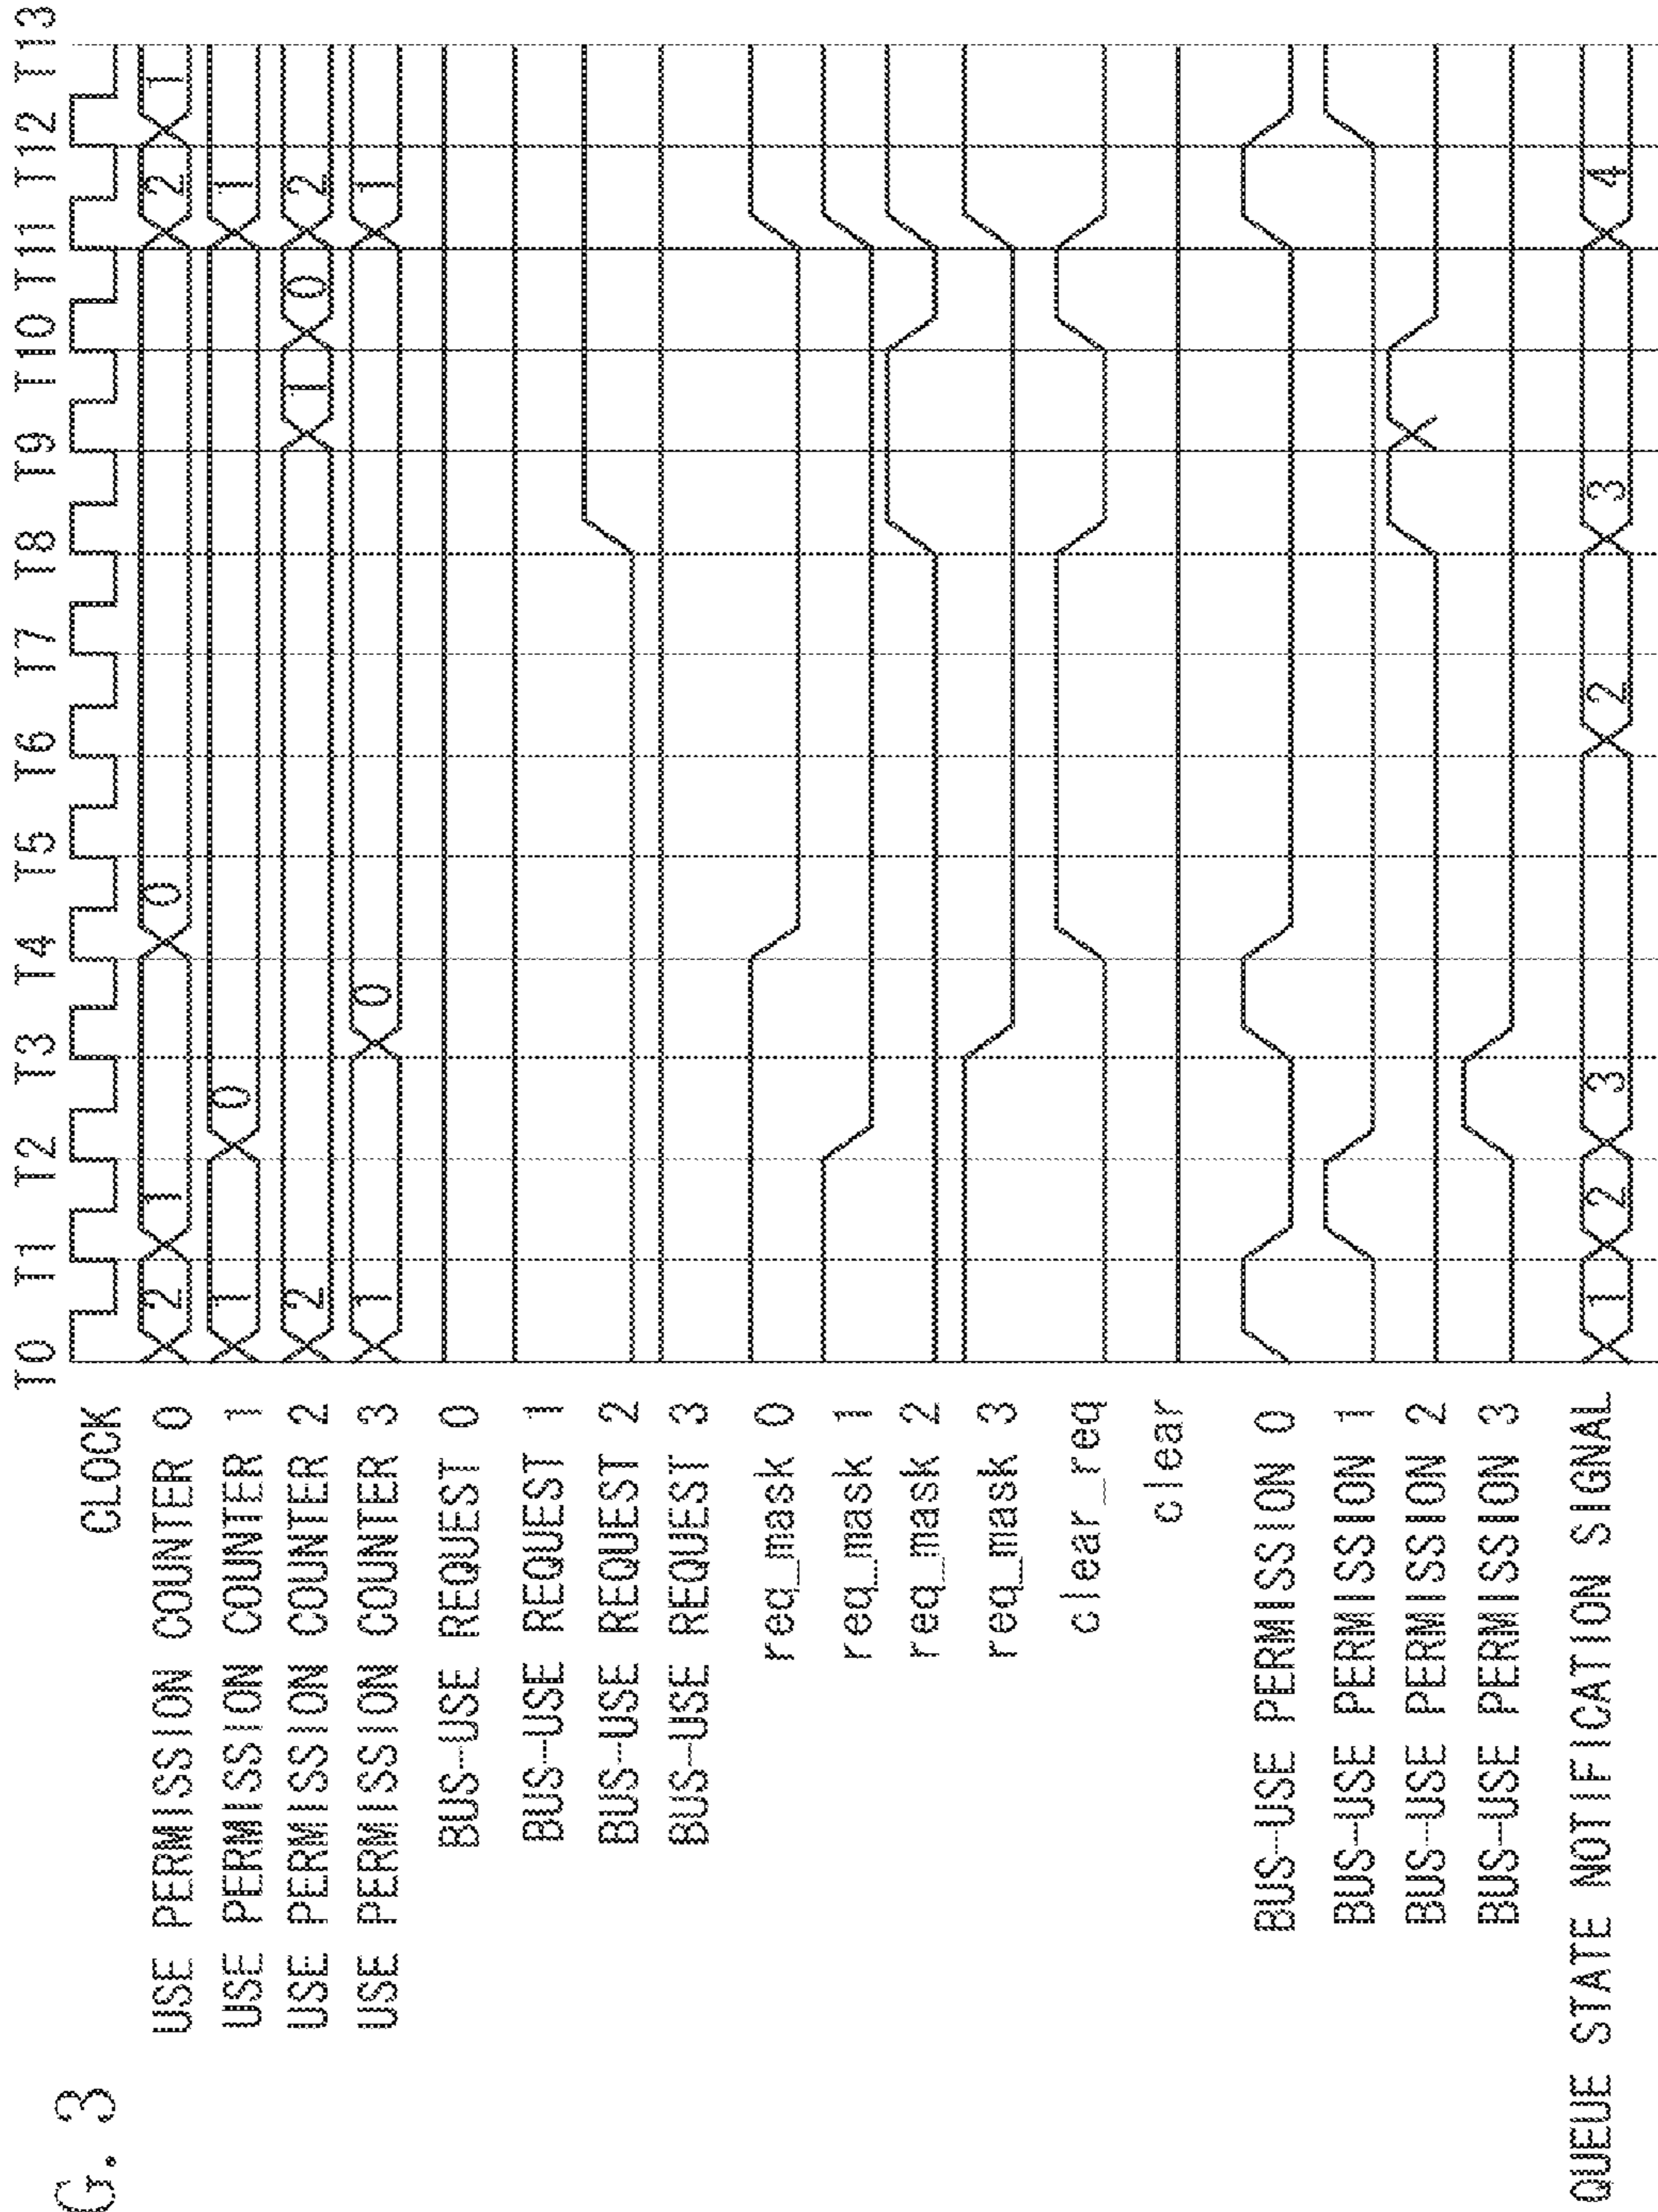 G. 3
T0 T1 T2 T3 T4 T5 T6 T7 T8 T9 T10 T11 T12 T13
CLOCK
USE PERMISSION COUNTER 0 2 1 0 2 1
USE PERMISSION COUNTER 1 1 0 1
USE PERMISSION COUNTER 2 2 1 0 2
USE PERMISSION COUNTER 3 1 0 1
BUS-USE REQUEST 0
BUS-USE REQUEST 1
BUS-USE REQUEST 2
BUS-USE REQUEST 3
req_mask 0
req_mask 1
req_mask 2
req_mask 3
clear_req
clear
BUS-USE PERMISSION 0
BUS-USE PERMISSION 1
BUS-USE PERMISSION 2
BUS-USE PERMISSION 3
QUEUE STATE NOTIFICATION SIGNAL 1 2 3 2 3 4